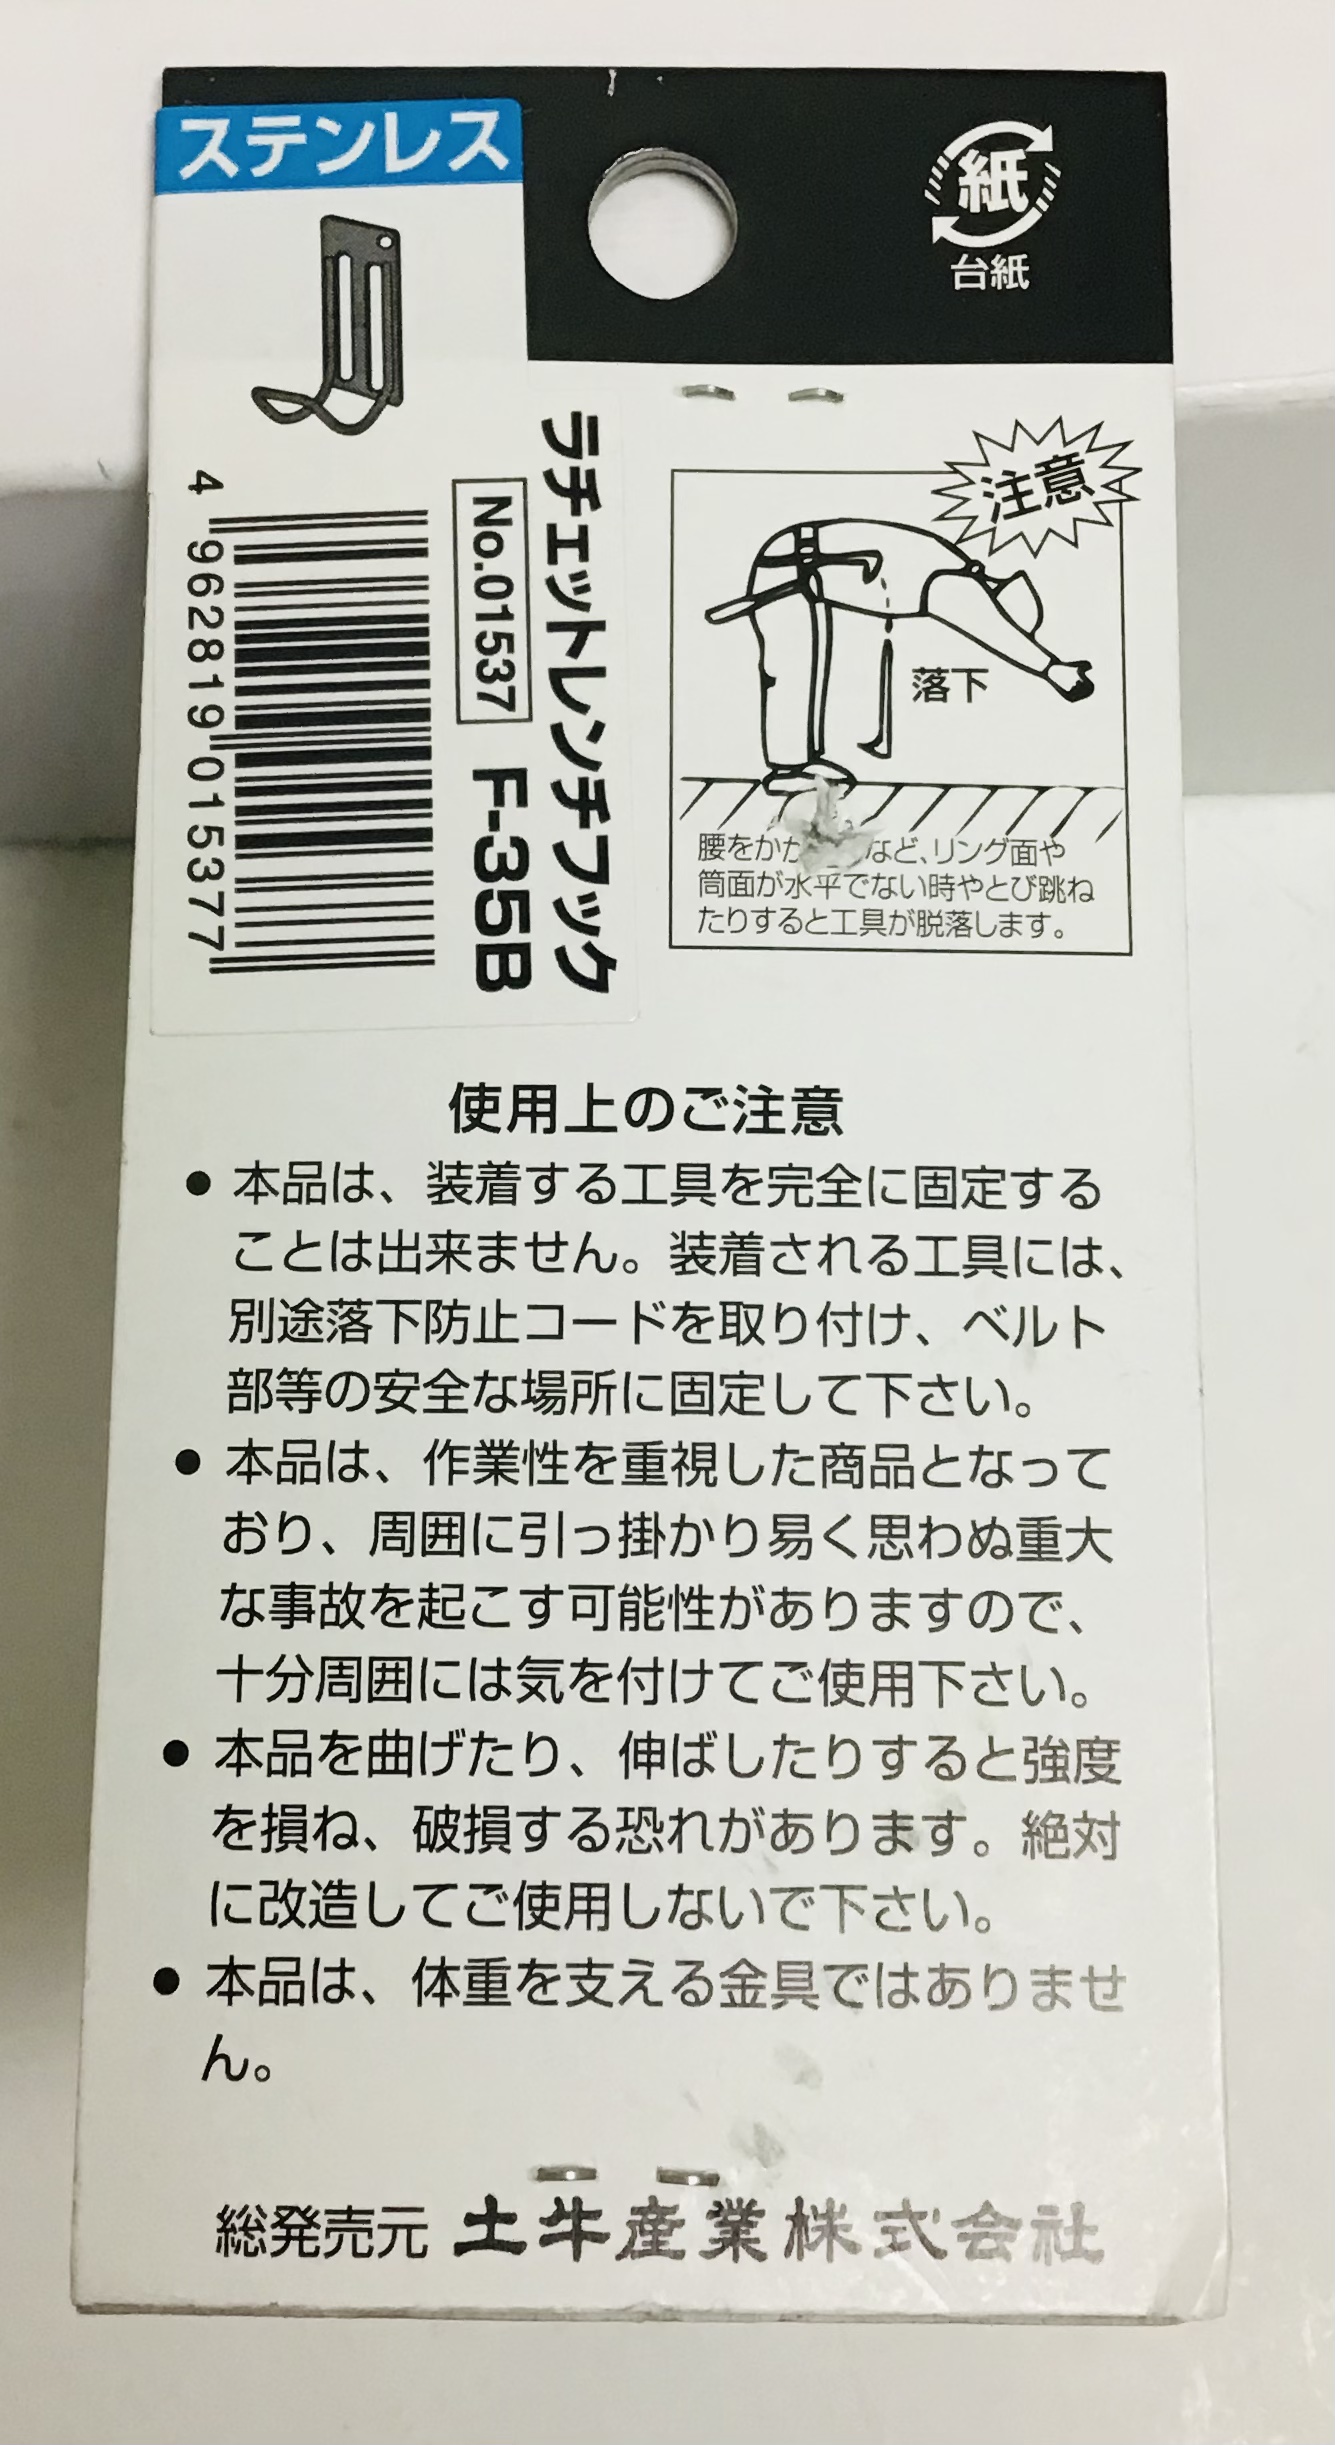 ステンレス
紙
台紙
ラチェットレンチフック
No.01537
F-35B
4 962819 015377
注意
落下
腰をか など、リング面や
筒面が水平でない時やとび跳ね
たりすると工具が脱落します。
使用上のご注意
● 本品は、装着する工具を完全に固定する
ことは出来ません。装着される工具には、
別途落下防止コードを取り付け、ベルト
部等の安全な場所に固定して下さい。
● 本品は、作業性を重視した商品となって
おり、周囲に引っ掛かり易く思わぬ重大
な事故を起こす可能性がありますので、
十分周囲には気を付けてご使用下さい。
● 本品を曲げたり、伸ばしたりすると強度
を損ね、破損する恐れがあります。絶対
に改造してご使用しないで下さい。
● 本品は、体重を支える金具ではありませ
ん。
総発売元 土牛産業株式会社